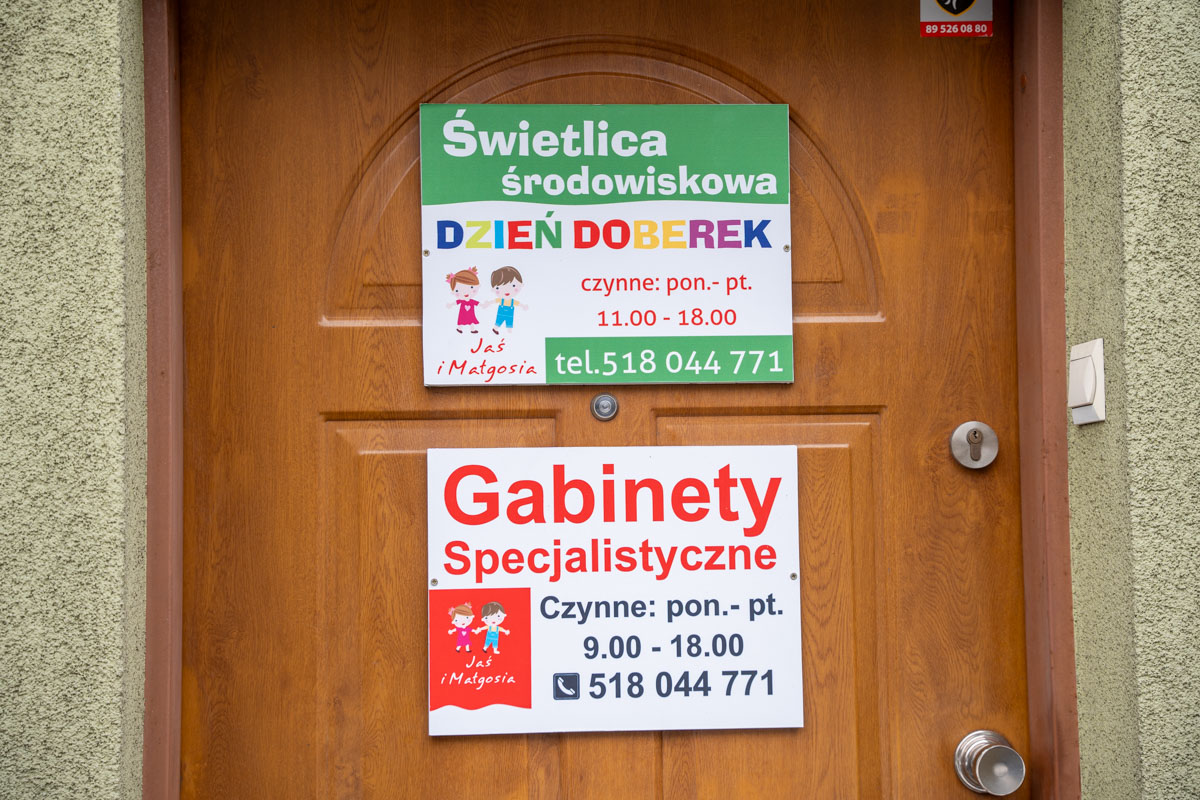 89 526 08 80
Świetlica
środowiskowa
DZIEŃ DOBEREK
czynne: pon.- pt.
11.00 - 18.00
Jaś
i Małgosia
tel.518 044 771
Gabinety
Specjalistyczne
Czynne: pon.- pt.
9.00 - 18.00
518 044 771
Jaś
i Małgosia